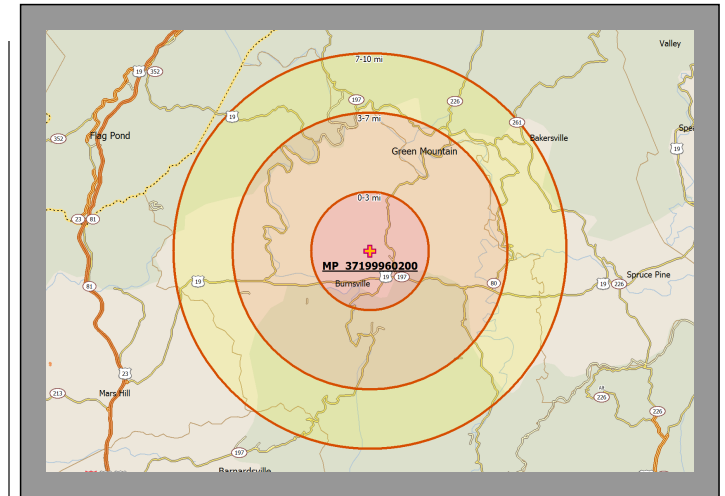 Valley
7-10 mi
19 352
197
226
19
3-7 mi
261
352
Flag Pond
Bakersville
Green Mountain
19
0-3 mi
23 81
MP 37199960200
19 197
Spruce Pine
81
19
Burnsville
80
19 226
23
Mars Hill
213
226
226
197
Barnardsville